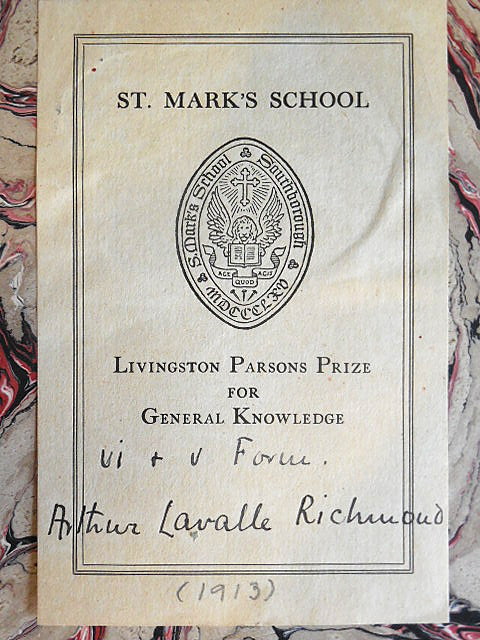 ST. MARK'S SCHOOL
S. Mark's School Southborough
AGE QUOD AGIS
MDCCCLXV
LIVINGSTON PARSONS PRIZE
FOR
GENERAL KNOWLEDGE
vi + v Form.
Arthur Lavalle Richmond
(1913)